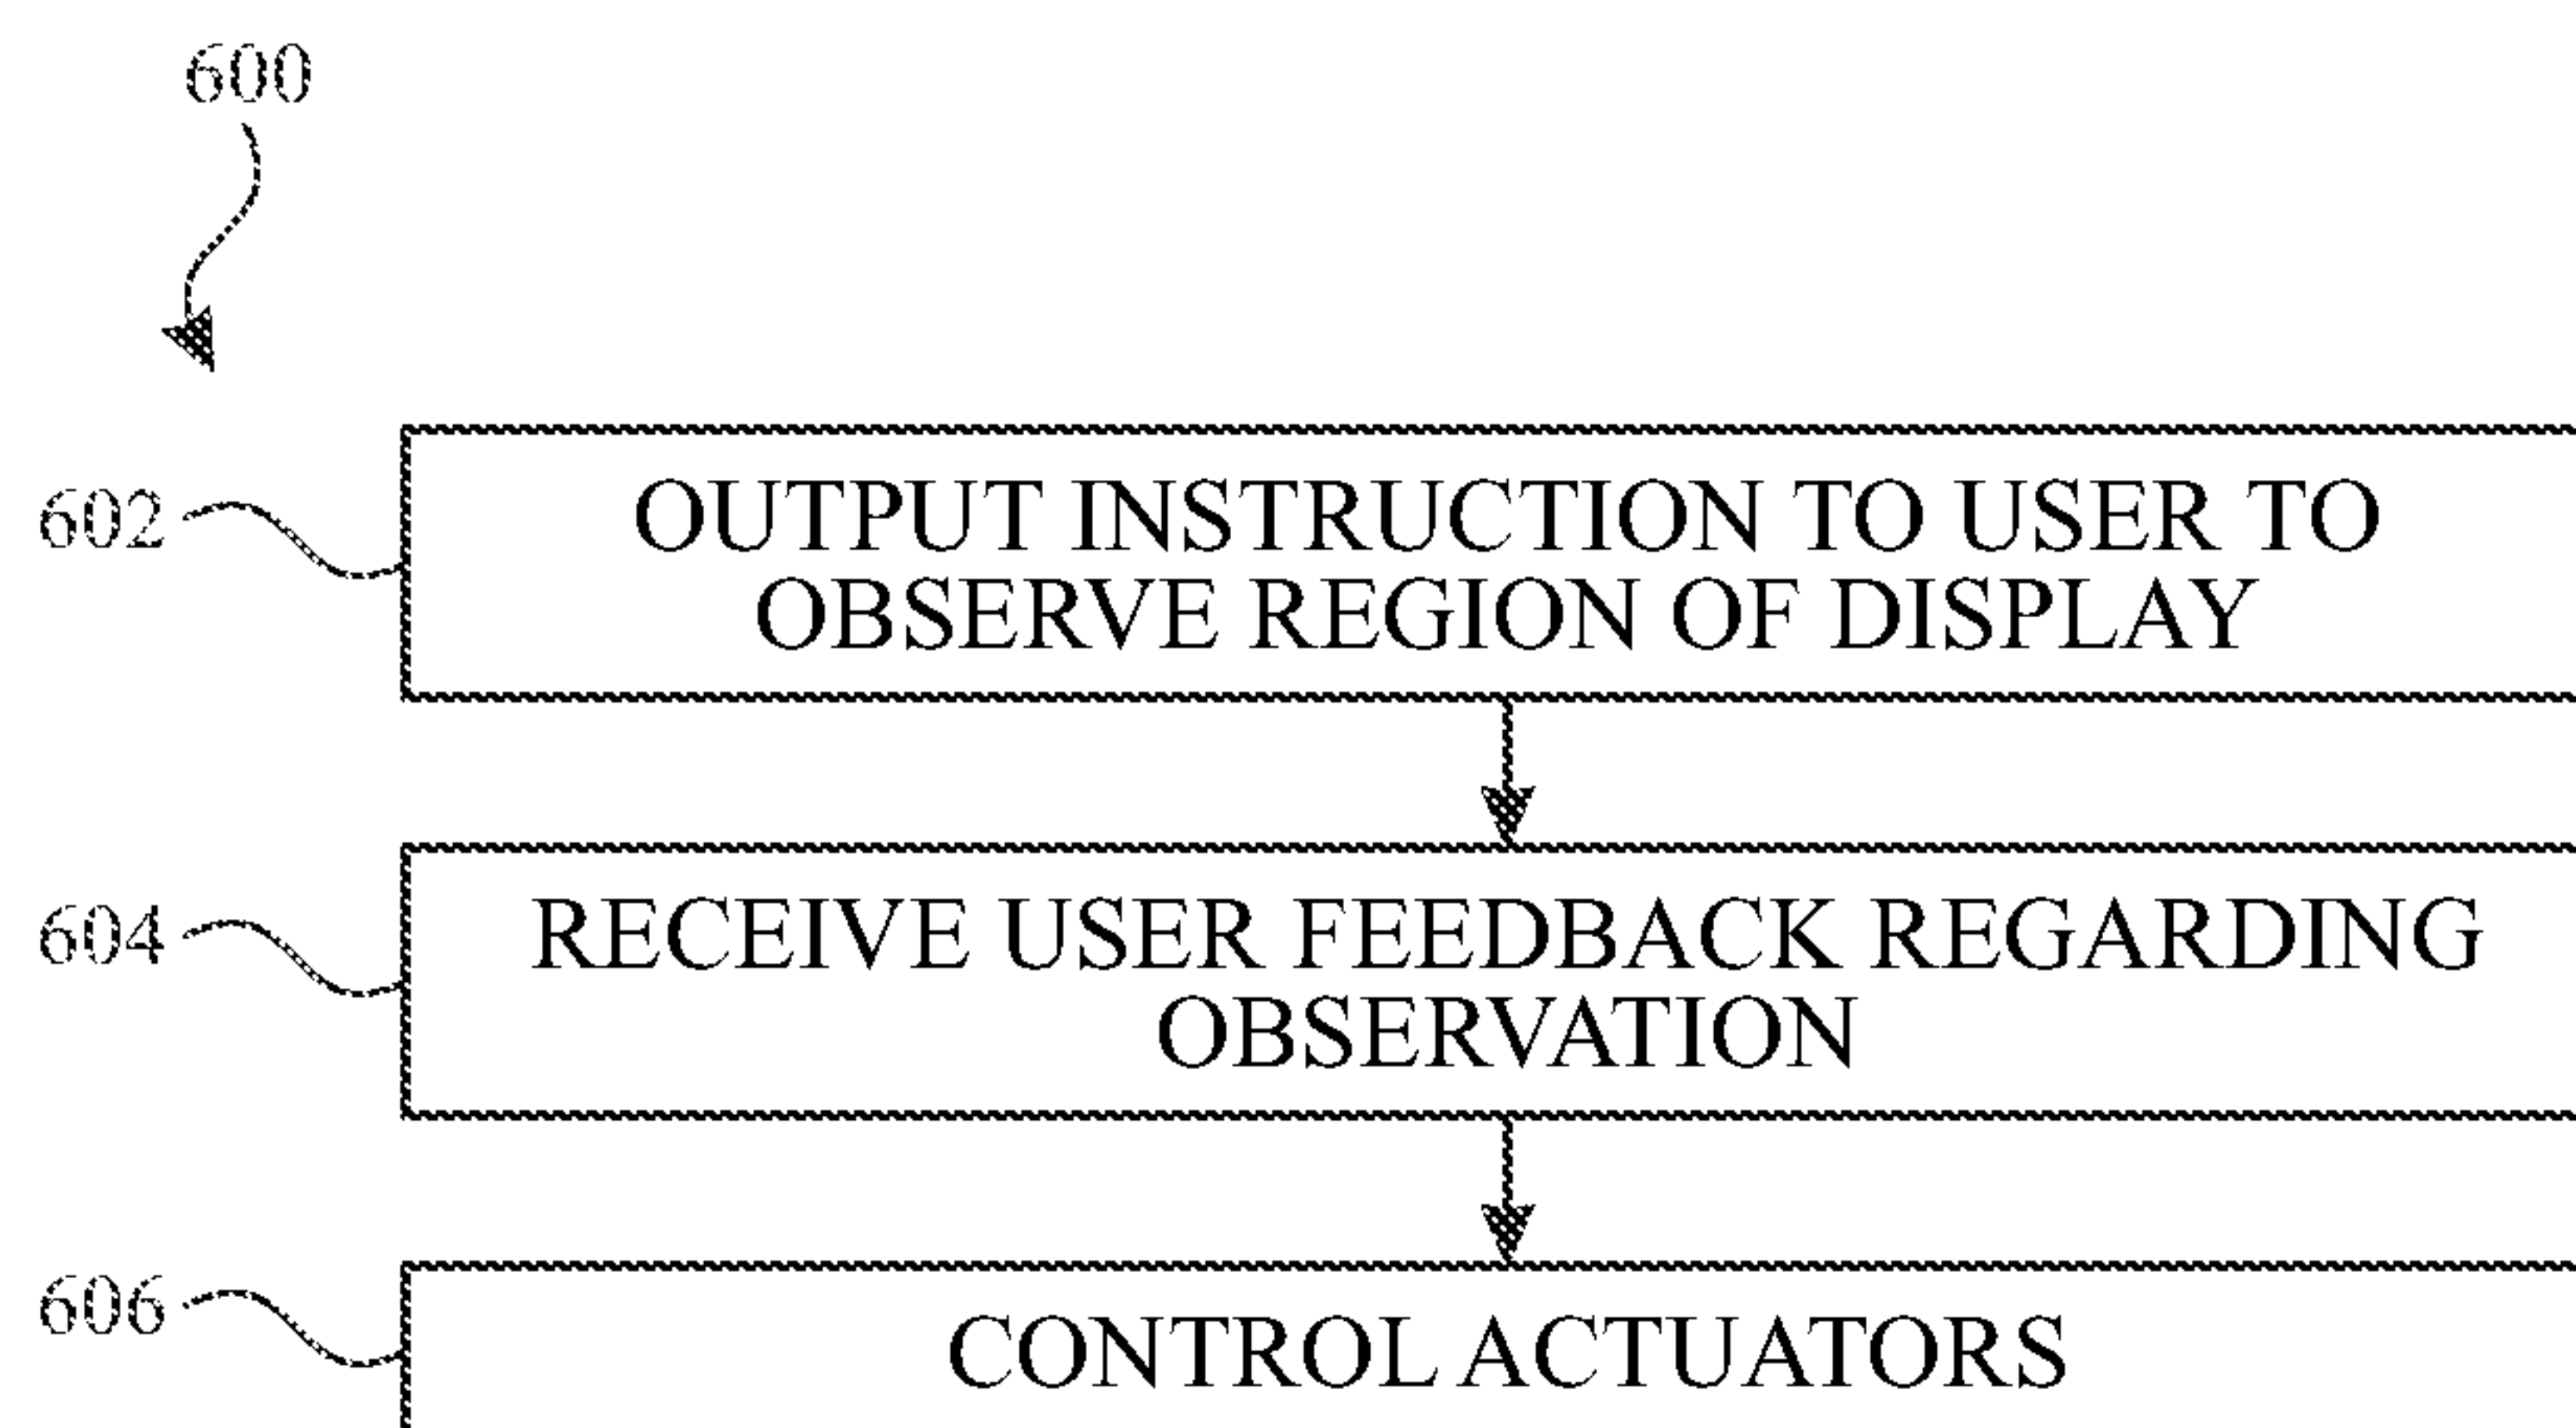 600
602
OUTPUT INSTRUCTION TO USER TO
OBSERVE REGION OF DISPLAY
604
RECEIVE USER FEEDBACK REGARDING
OBSERVATION
606
CONTROL ACTUATORS